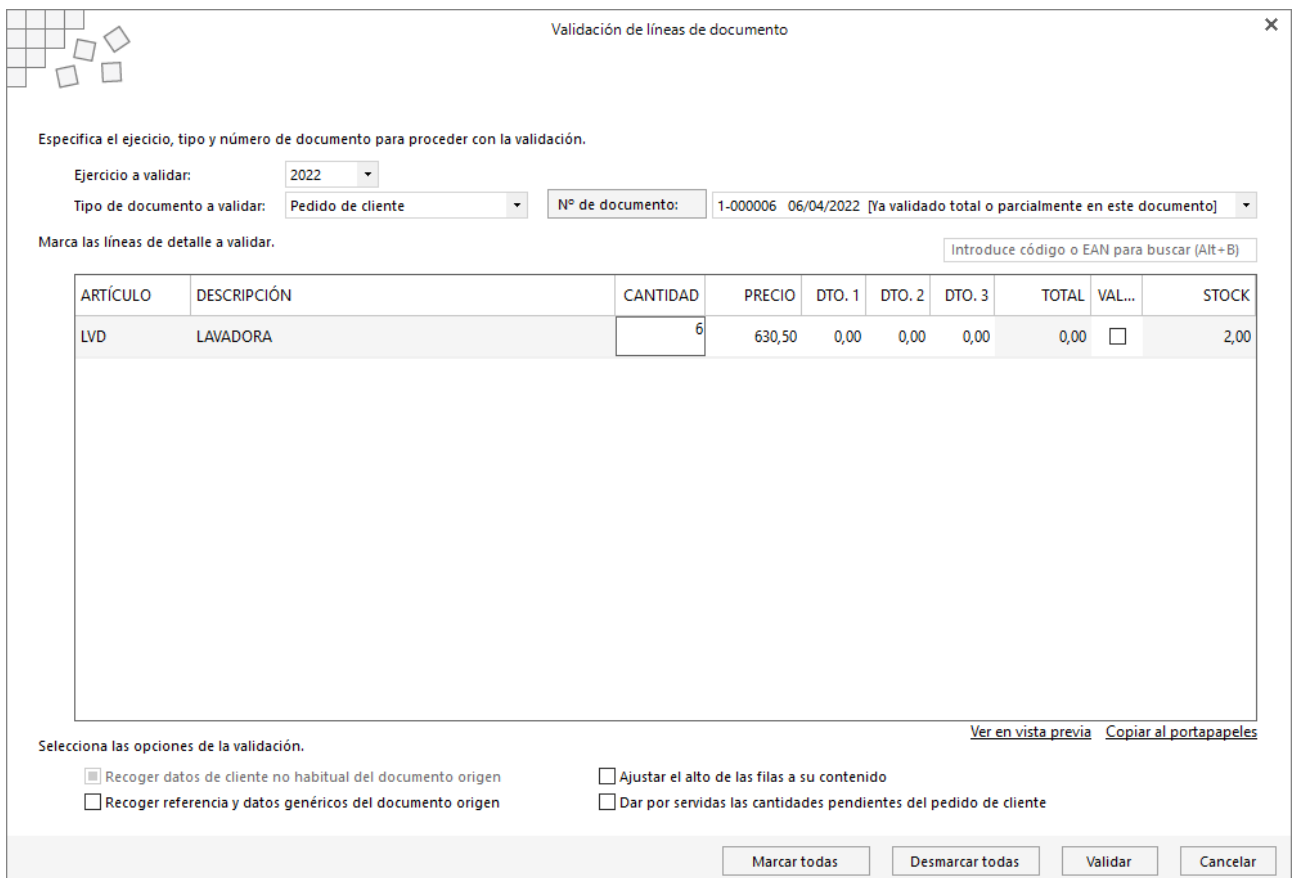 Validación de líneas de documento
Especifica el ejecicio, tipo y número de documento para proceder con la validación.
Ejercicio a validar: 2022
Tipo de documento a validar: Pedido de cliente Nº de documento: 1-000006 06/04/2022 [Ya validado total o parcialmente en este documento]
Marca las líneas de detalle a validar.
Introduce código o EAN para buscar (Alt+B)
ARTÍCULO DESCRIPCIÓN CANTIDAD PRECIO DTO. 1 DTO. 2 DTO. 3 TOTAL VAL... STOCK
LVD LAVADORA 6 630,50 0,00 0,00 0,00 0,00 2,00
Ver en vista previa Copiar al portapapeles
Selecciona las opciones de la validación.
Recoger datos de cliente no habitual del documento origen Ajustar el alto de las filas a su contenido
Recoger referencia y datos genéricos del documento origen Dar por servidas las cantidades pendientes del pedido de cliente
Marcar todas Desmarcar todas Validar Cancelar